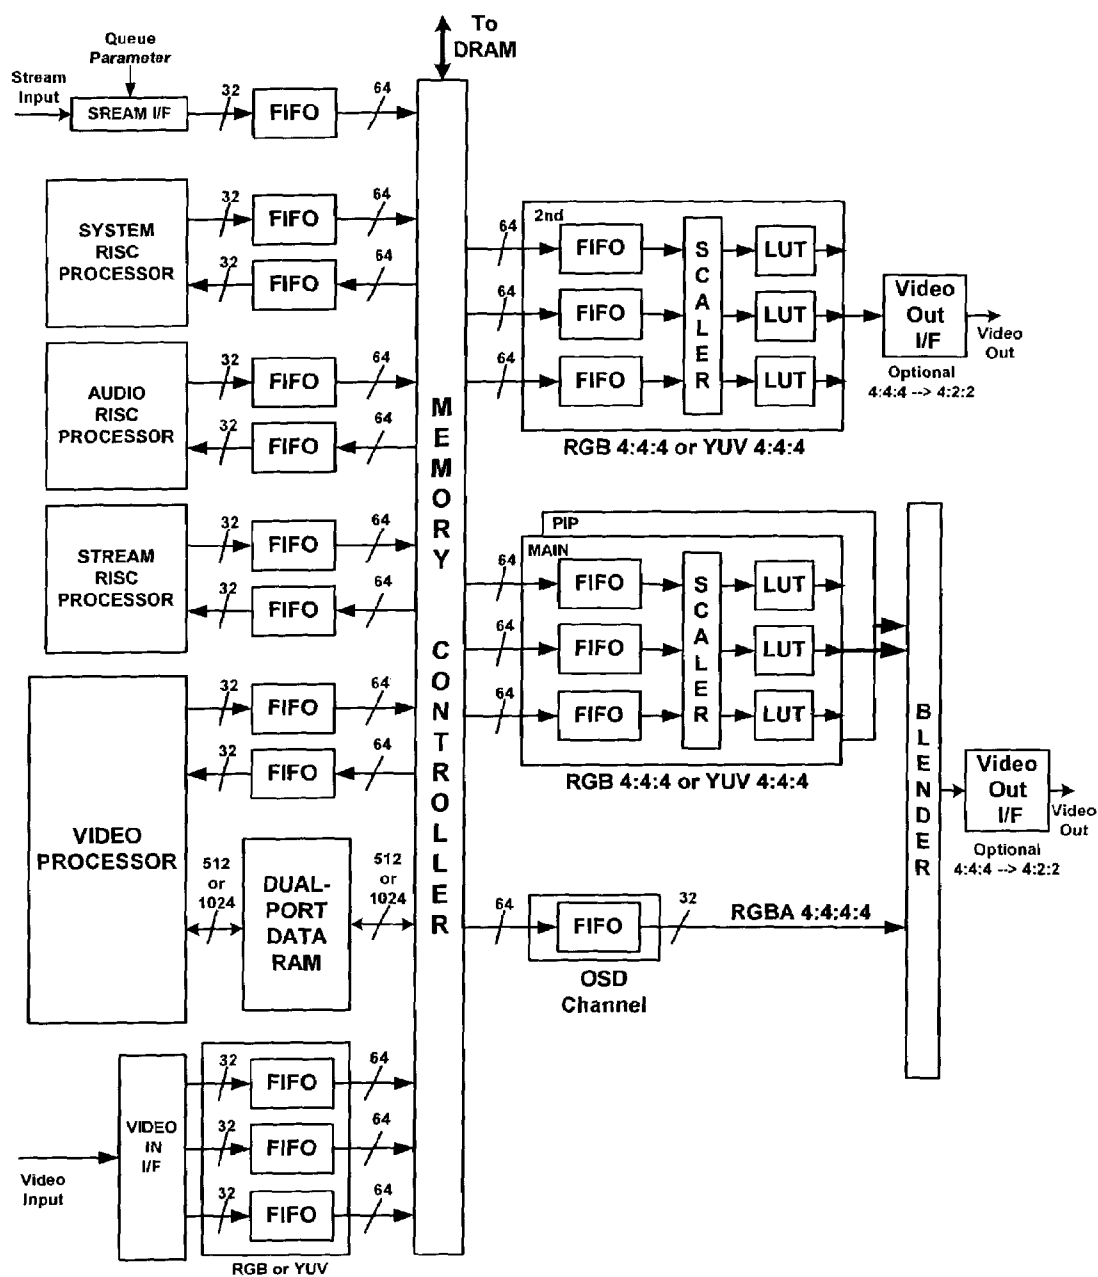 To
DRAM
Queue
Parameter
Stream
Input
SREAM I/F
32
FIFO
64
SYSTEM
RISC
PROCESSOR
32
FIFO
64
32
FIFO
64
AUDIO
RISC
PROCESSOR
32
FIFO
64
32
FIFO
64
STREAM
RISC
PROCESSOR
32
FIFO
64
32
FIFO
64
VIDEO
PROCESSOR
32
FIFO
64
32
FIFO
64
512
or
1024
DUAL-
PORT
DATA
RAM
512
or
1024
Video
Input
VIDEO
IN
I/F
32
FIFO
64
32
FIFO
64
32
FIFO
64
RGB or YUV
MEMORY
CONTROLLER
2nd
64
FIFO
64
FIFO
64
FIFO
SCALER
LUT
LUT
LUT
RGB 4:4:4 or YUV 4:4:4
Video
Out
I/F
Video
Out
Optional
4:4:4 --> 4:2:2
PIP
MAIN
64
FIFO
64
FIFO
64
FIFO
SCALER
LUT
LUT
LUT
RGB 4:4:4 or YUV 4:4:4
64
FIFO
32
RGBA 4:4:4:4
OSD
Channel
BLENDER
Video
Out
I/F
Video
Out
Optional
4:4:4 --> 4:2:2